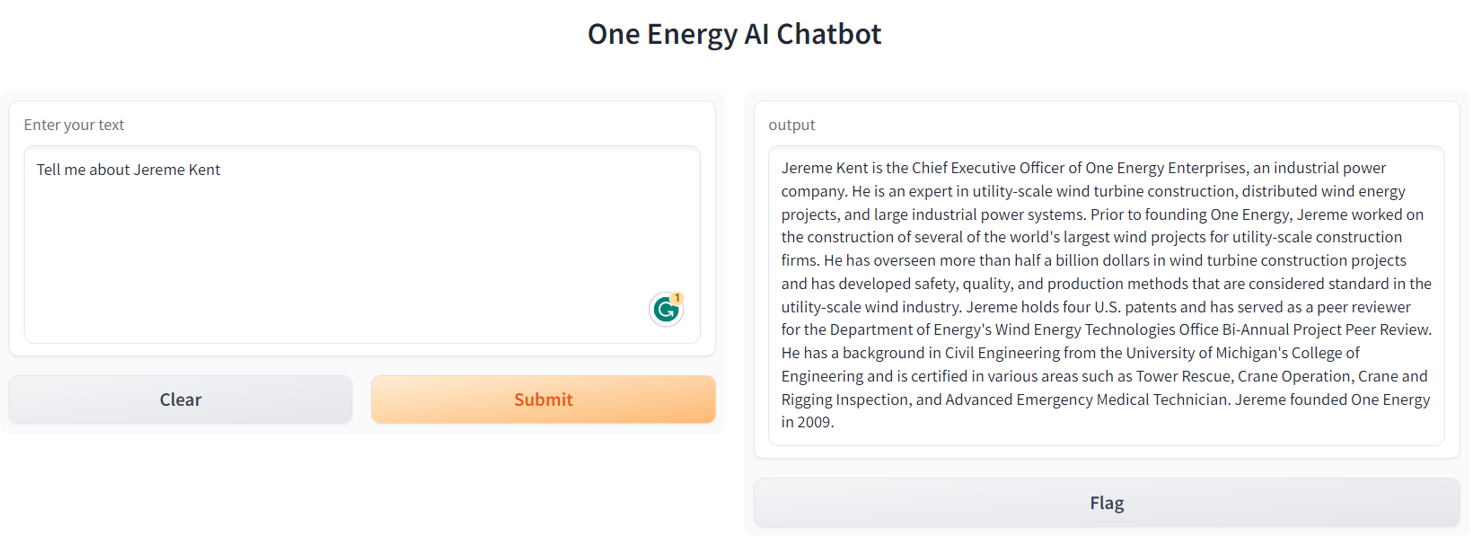 One Energy AI Chatbot
Enter your text
Tell me about Jereme Kent
1
Clear
Submit
output
Jereme Kent is the Chief Executive Officer of One Energy Enterprises, an industrial power
company. He is an expert in utility-scale wind turbine construction, distributed wind energy
projects, and large industrial power systems. Prior to founding One Energy, Jereme worked on
the construction of several of the world's largest wind projects for utility-scale construction
firms. He has overseen more than half a billion dollars in wind turbine construction projects
and has developed safety, quality, and production methods that are considered standard in the
utility-scale wind industry. Jereme holds four U.S. patents and has served as a peer reviewer
for the Department of Energy's Wind Energy Technologies Office Bi-Annual Project Peer Review.
He has a background in Civil Engineering from the University of Michigan's College of
Engineering and is certified in various areas such as Tower Rescue, Crane Operation, Crane and
Rigging Inspection, and Advanced Emergency Medical Technician. Jereme founded One Energy
in 2009.
Flag